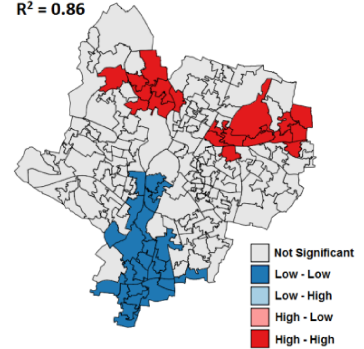 R² = 0.86
Not Significant
Low - Low
Low - High
High - Low
High - High